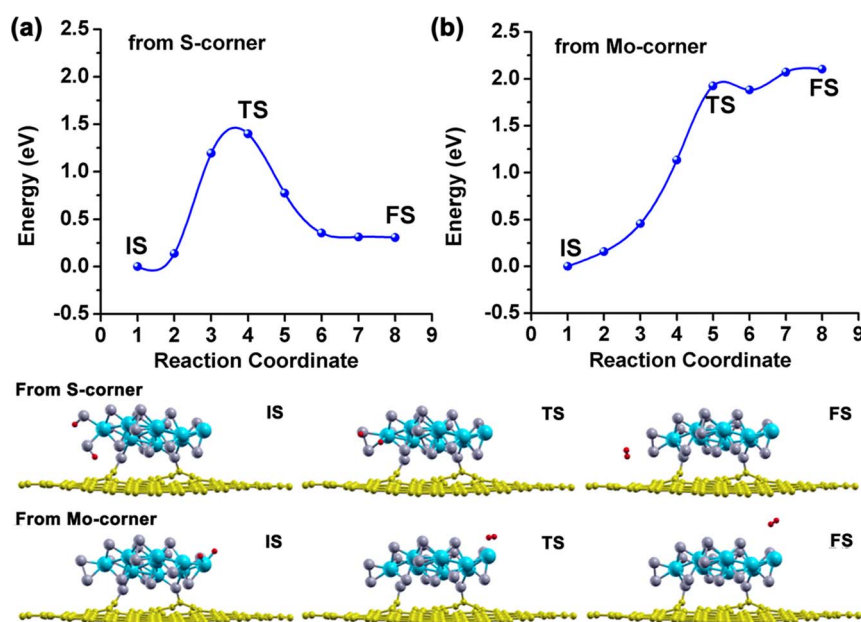 (a)
from S-corner
2.5
2.0
1.5
1.0
0.5
0.0
-0.5
Energy (eV)
IS
TS
FS
0 1 2 3 4 5 6 7 8 9
Reaction Coordinate
(b)
from Mo-corner
2.5
2.0
1.5
1.0
0.5
0.0
-0.5
Energy (eV)
IS
TS
FS
0 1 2 3 4 5 6 7 8 9
Reaction Coordinate
From S-corner
IS TS FS
From Mo-corner
IS TS FS